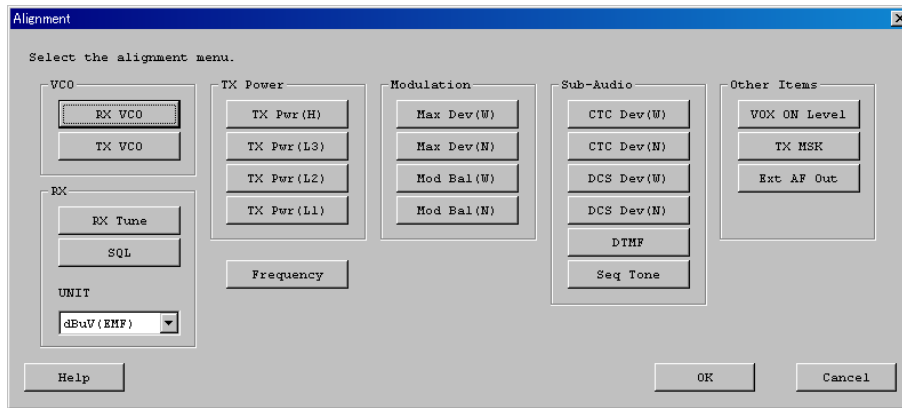 Alignment
Select the alignment menu.
VCO
RX VCO
TX VCO
RX
RX Tune
SQL
UNIT
dBuV(EMF)
TX Power
TX Pwr(H)
TX Pwr(L3)
TX Pwr(L2)
TX Pwr(L1)
Frequency
Modulation
Max Dev(W)
Max Dev(N)
Mod Bal(W)
Mod Bal(N)
Sub-Audio
CTC Dev(W)
CTC Dev(N)
DCS Dev(W)
DCS Dev(N)
DTMF
Seq Tone
Other Items
VOX ON Level
TX MSK
Ext AF Out
Help
OK
Cancel